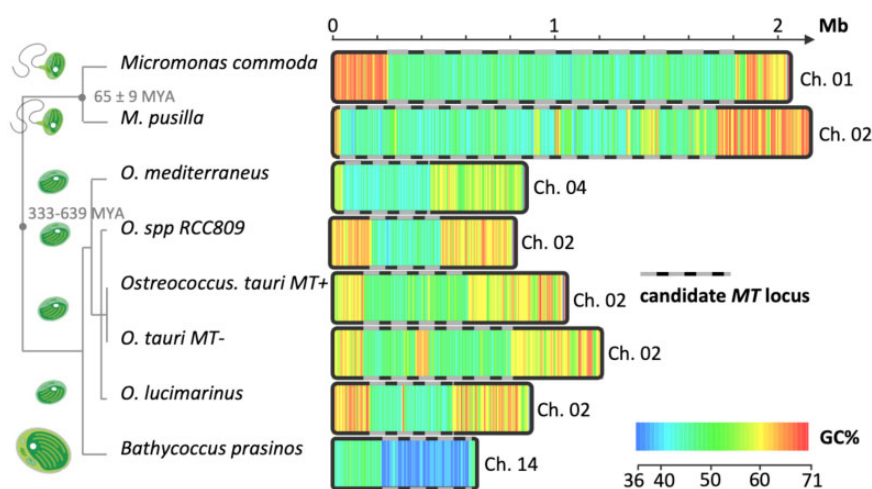 0 1 2 Mb
Micromonas commoda
Ch. 01
65 ± 9 MYA
M. pusilla
Ch. 02
O. mediterraneus
Ch. 04
333-639 MYA
O. spp RCC809
Ch. 02
Ostreococcus. tauri MT+
Ch. 02
candidate MT locus
O. tauri MT-
Ch. 02
O. lucimarinus
Ch. 02
GC%
Bathycoccus prasinos
Ch. 14
36 40 50 60 71